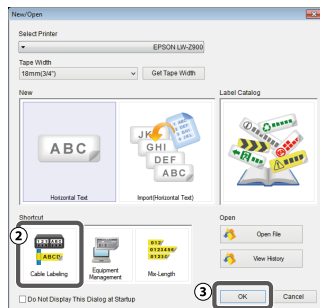 New/Open
Select Printer
EPSON LW-Z900
Tape Width
18mm(3/4")
Get Tape Width
New
Label Catalog
ABC
Horizontal Text
JK
GHI
DEF
ABC
Import(Horizontal Text)
Shortcut
Open
2
ABCD
Cable Labeling
Equipment
Management
012
0123456
01230
Mix-Length
Open File
View History
Do Not Display This Dialog at Startup
3
OK
Cancel